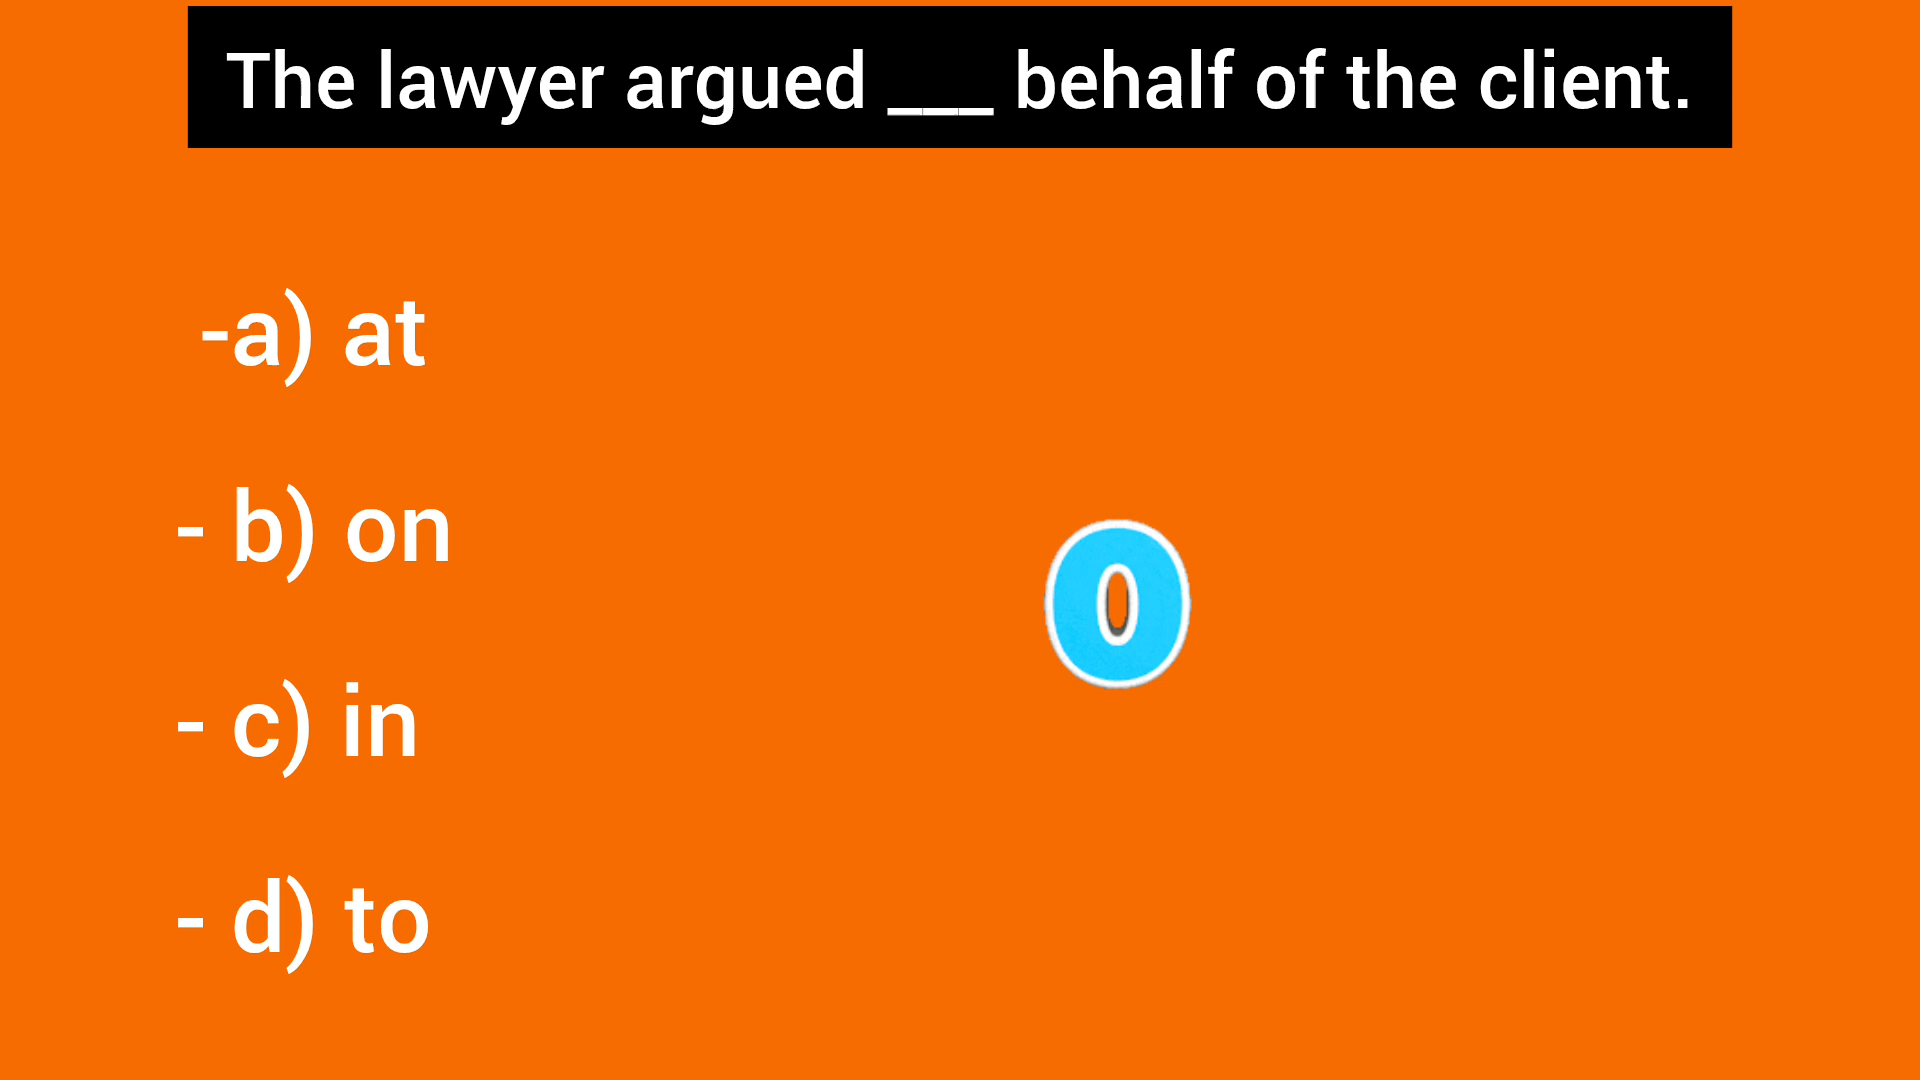 The lawyer argued ___ behalf of the client.
-a) at
- b) on
0
- c) in
- d) to